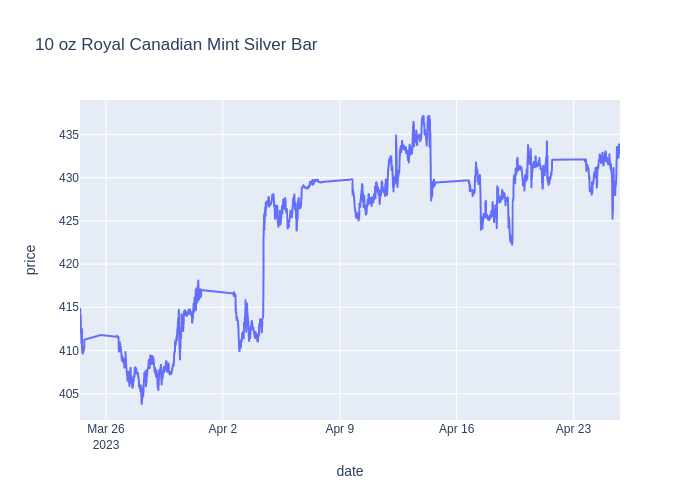 10 oz Royal Canadian Mint Silver Bar
price
435
430
425
420
415
410
405
Mar 26
2023
Apr 2
Apr 9
Apr 16
Apr 23
date